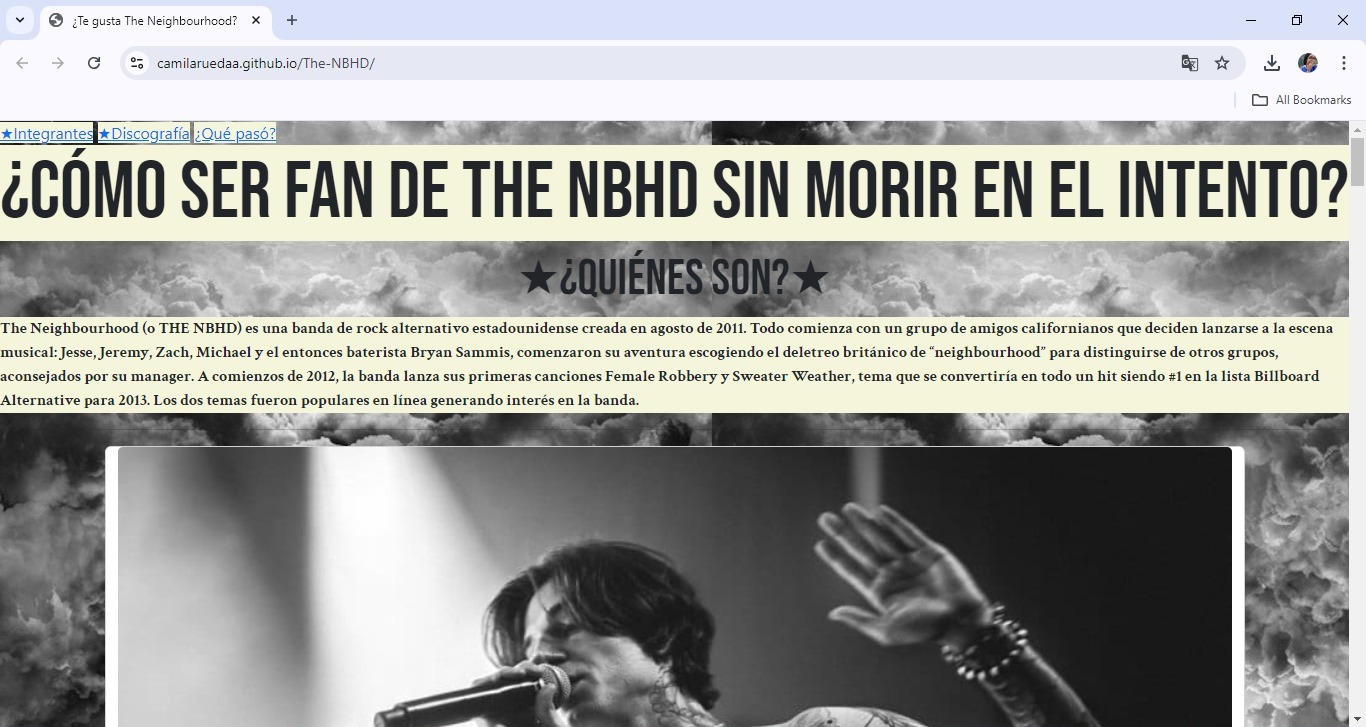 ¿Te gusta The Neighbourhood?
camilaruedaa.github.io/The-NBHD/
All Bookmarks
★Integrantes ★Discografía ¿Qué pasó?
¿CÓMO SER FAN DE THE NBHD SIN MORIR EN EL INTENTO?
★¿QUIÉNES SON?★
The Neighbourhood (o THE NBHD) es una banda de rock alternativo estadounidense creada en agosto de 2011. Todo comienza con un grupo de amigos californianos que deciden lanzarse a la escena
musical: Jesse, Jeremy, Zach, Michael y el entonces baterista Bryan Sammis, comenzaron su aventura escogiendo el deletreo británico de “neighbourhood” para distinguirse de otros grupos,
aconsejados por su manager. A comienzos de 2012, la banda lanza sus primeras canciones Female Robbery y Sweater Weather, tema que se convertiría en todo un hit siendo #1 en la lista Billboard
Alternative para 2013. Los dos temas fueron populares en línea generando interés en la banda.